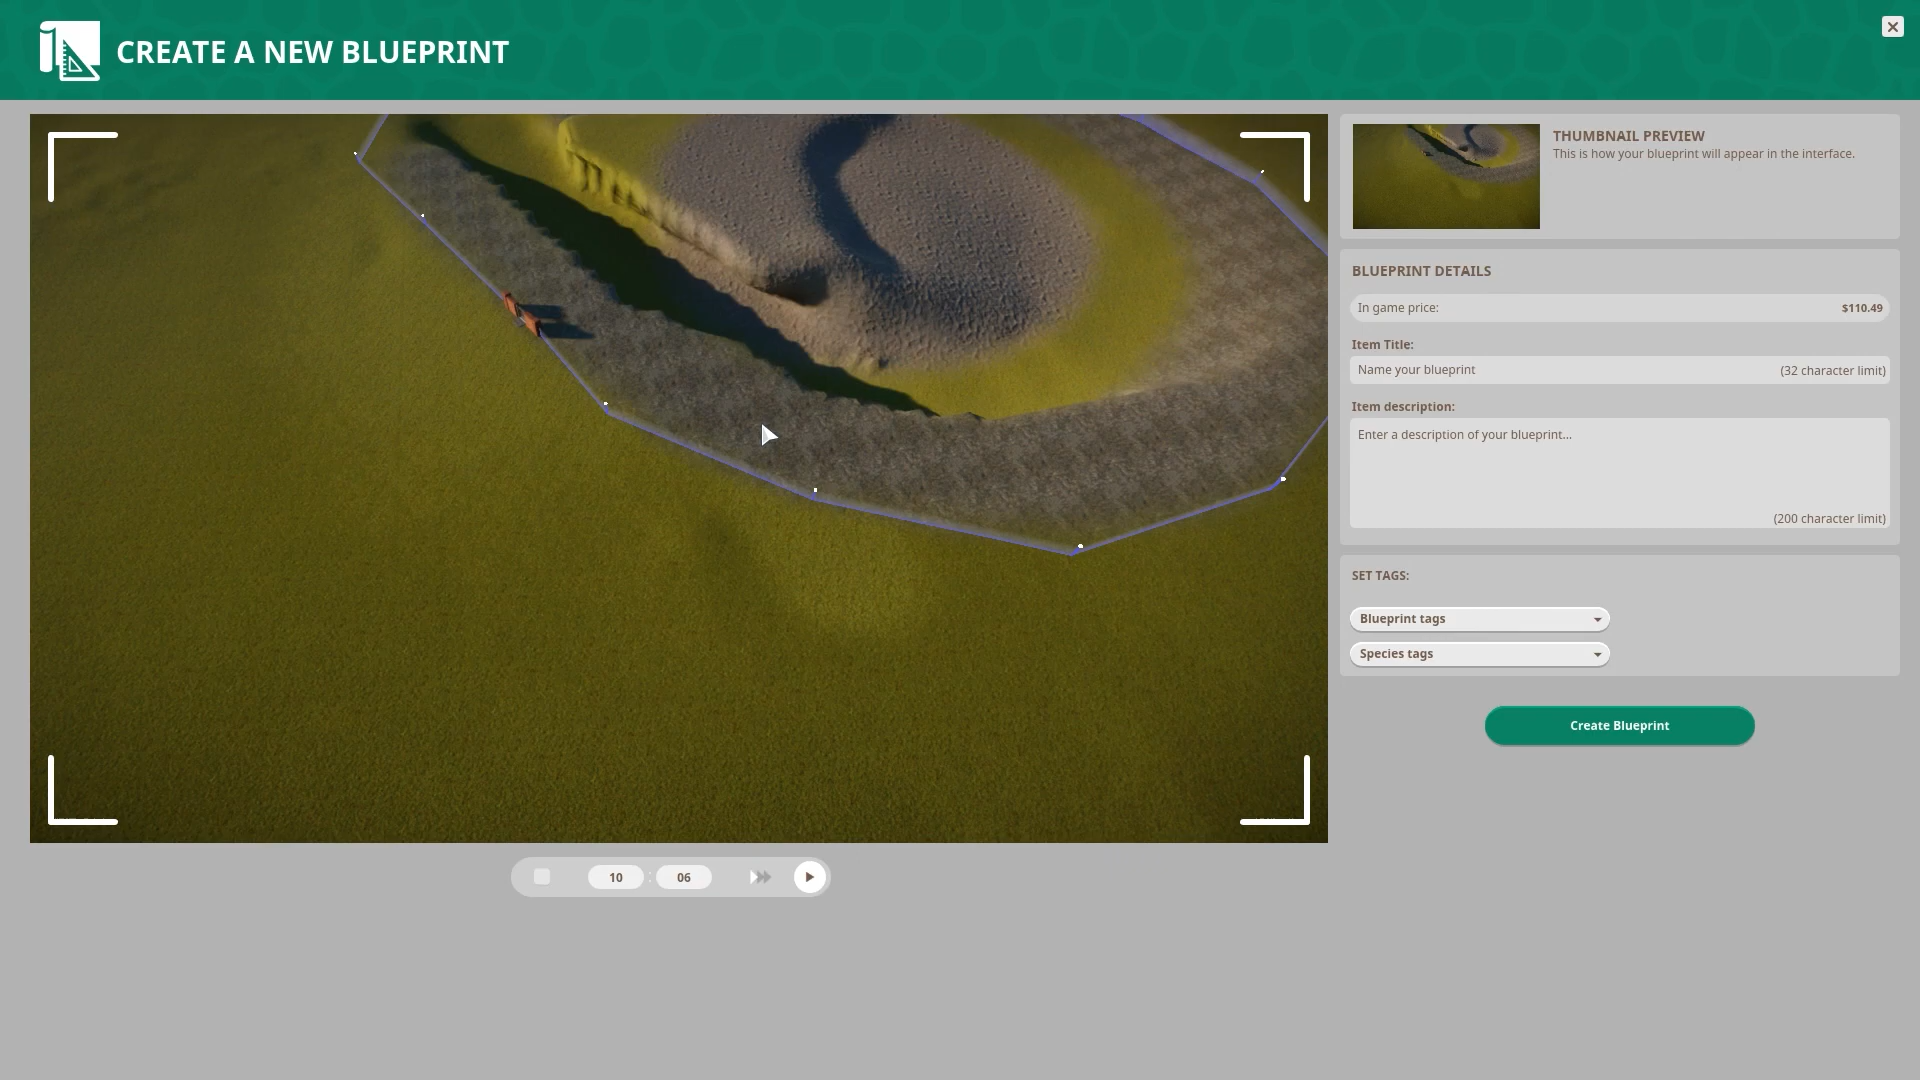 CREATE A NEW BLUEPRINT
THUMBNAIL PREVIEW
This is how your blueprint will appear in the interface.
BLUEPRINT DETAILS
In game price:
$110.49
Item Title:
Name your blueprint
(32 character limit)
Item description:
Enter a description of your blueprint...
(200 character limit)
SET TAGS:
Blueprint tags
Species tags
Create Blueprint
10 : 06